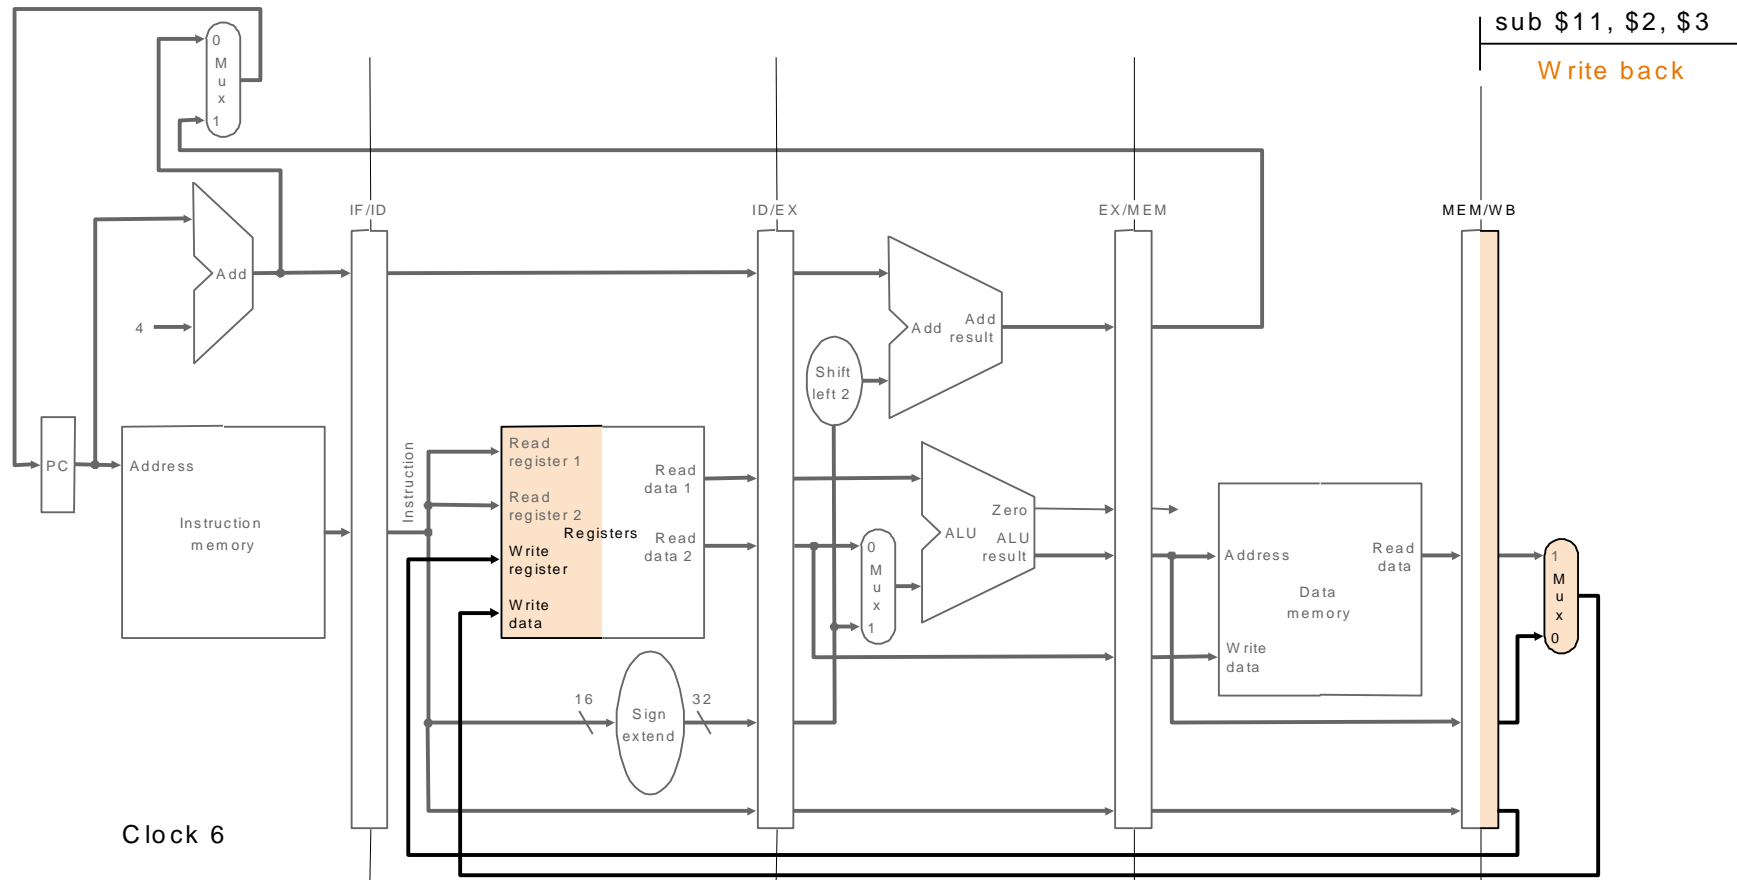 sub $11, $2, $3
Write back
0
M
u
x
1
IF/ID
ID/EX
EX/MEM
MEM/WB
Add
4
Add
Add
result
Shift
left 2
PC
Address
Instruction
memory
Instruction
Read
register 1
Read
register 2
Registers
Write
register
Write
data
Read
data 1
Read
data 2
0
M
u
x
1
Zero
ALU
ALU
result
Address
Read
data
Data
memory
Write
data
1
M
u
x
0
16
Sign
extend
32
Clock 6